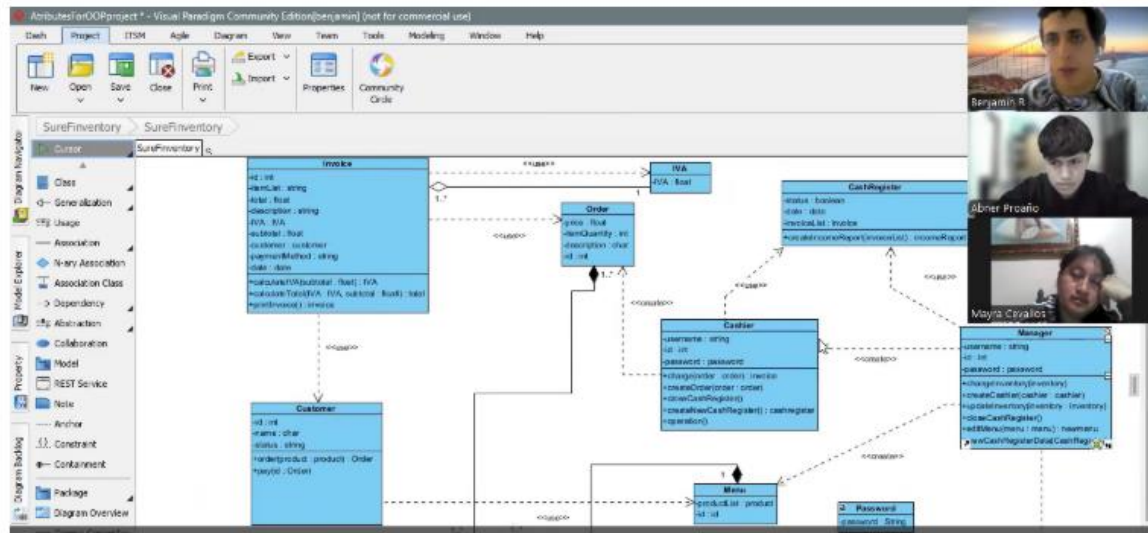 AtributesForOOPproject * - Visual Paradigm Community Edition[benjamin] (not for commercial use)
Dash Project ITSM Agile Diagram View Team Tools Modeling Window Help
New Open Save Close Print Export Import Properties Community Circle
SureFinventory SureFinventory
Cursor
SureFinventory
Class
Generalization
Usage
Association
N-ary Association
Association Class
Dependency
Abstraction
Collaboration
Model
REST Service
Note
Anchor
Constraint
Containment
Package
Diagram Overview
Diagram Navigator
Model Explorer
Property
Diagram Backlog
Invoice
-id : int
-itemList : string
-total : float
-description : string
-IVA : IVA
-subtotal : float
-customer : customer
-paymentMethod : string
-date : date
+calculateIVA(subtotal : float) : IVA
+calculateTotal(IVA : IVA, subtotal : float) : total
+printInvoice() : invoice
<<use>>
1..*
1
IVA
-IVA : float
Order
-price : float
-itemQuantity : int
-description : char
-id : int
<<use>>
1..*
CashRegister
-status : boolean
-date : date
-invoiceList : Invoice
+createIncomeReport(invoiceList) : incomeReport
<<use>>
<<use>>
<<create>>
Cashier
-username : string
-id : int
-password : password
+charge(order : order) : invoice
+createOrder(order : order)
+closeCashRegister()
+createNewCashRegister() : cashregister
+operation()
<<create>>
Manager
-username : string
-id : int
-password : password
+changeInventory(inventory)
+createCashier(cashier : cashier)
+updateInventory(inventory : inventory)
+closeCashRegister()
+editMenu(menu : menu) : newmenu
<<use>>
Customer
-id : int
-name : char
-status : string
+order(product : product) : Order
+pay(id : Order)
<<use>>
1
Menu
-productList : product
-id : id
<<create>>
Password
-password : String
Benjamin R
Abner Proaño
Mayra Cevallos